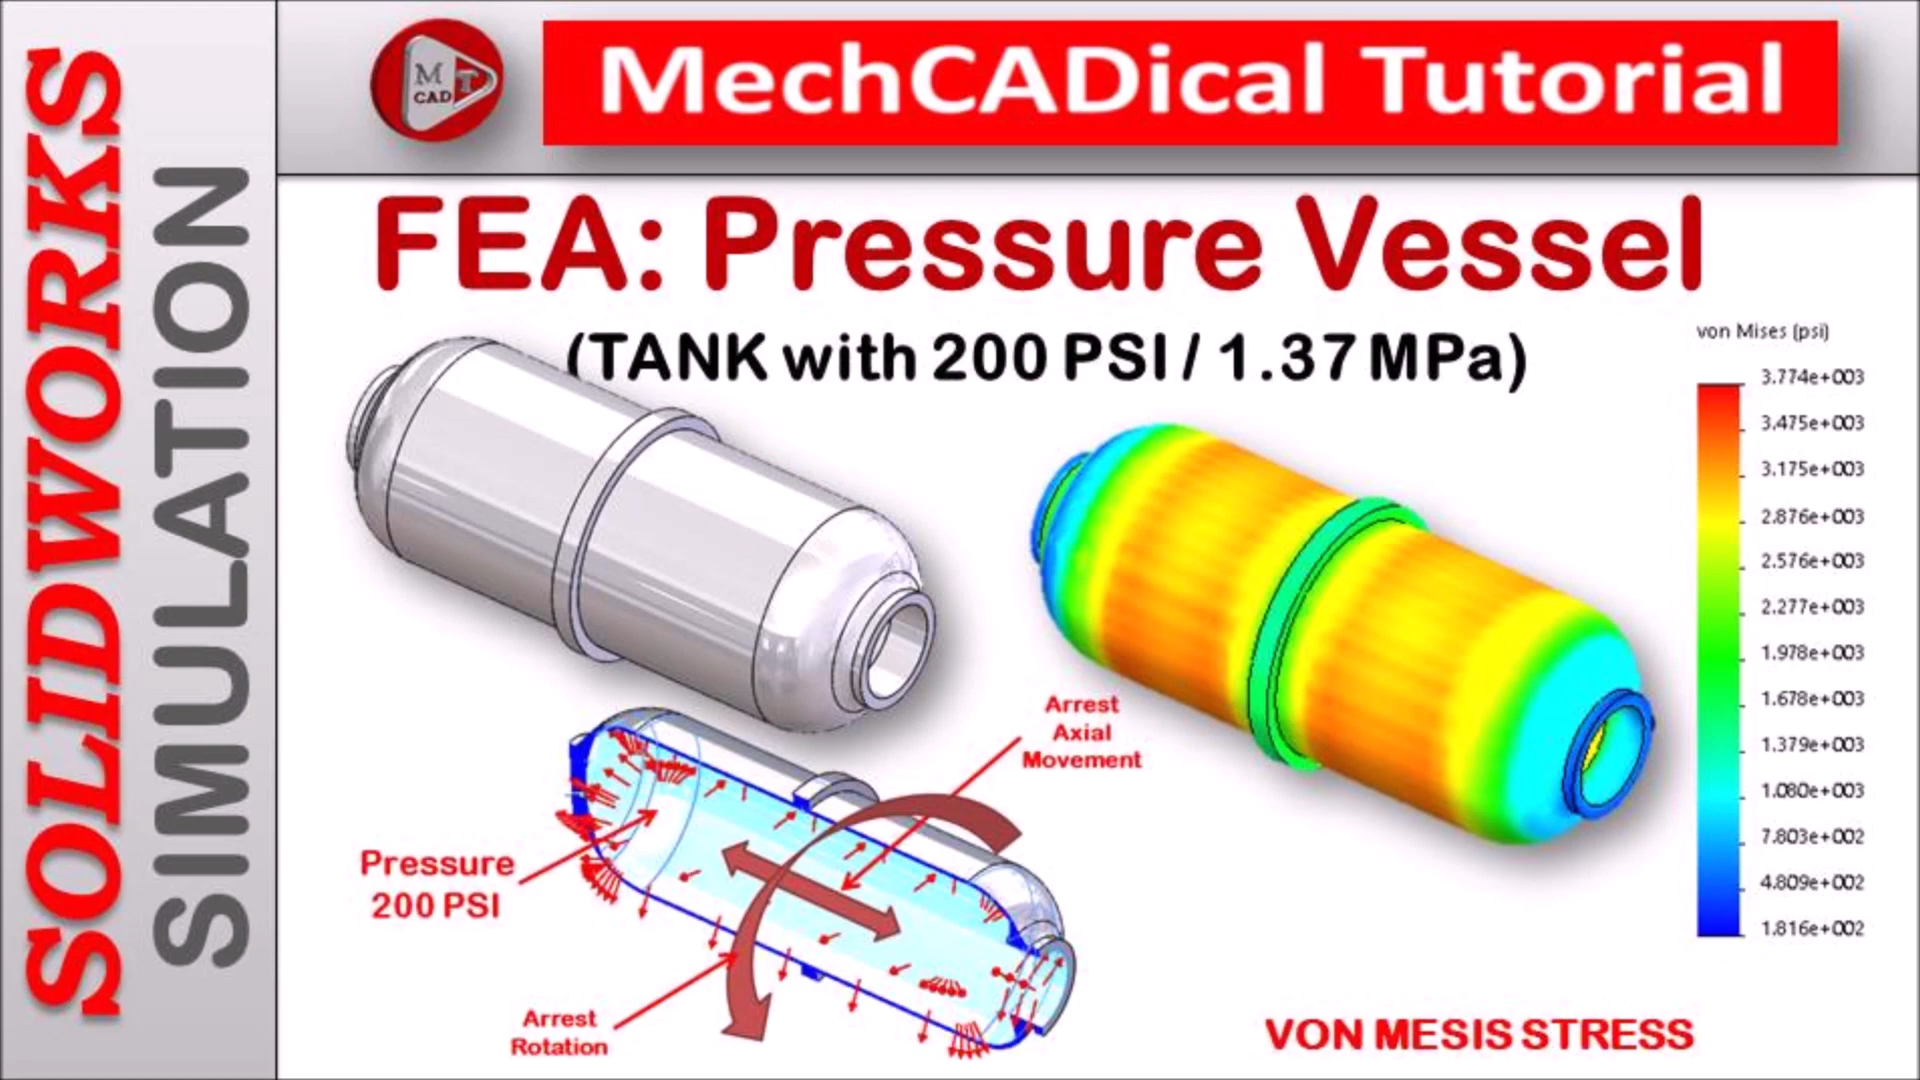 SOLIDWORKS
SIMULATION
M T
CAD
MechCADical Tutorial
FEA: Pressure Vessel
(TANK with 200 PSI / 1.37 MPa)
von Mises (psi)
3.774e+003
3.475e+003
3.175e+003
2.876e+003
2.576e+003
2.277e+003
1.978e+003
1.678e+003
1.379e+003
1.080e+003
7.803e+002
4.809e+002
1.816e+002
Arrest
Axial
Movement
Pressure
200 PSI
Arrest
Rotation
VON MESIS STRESS